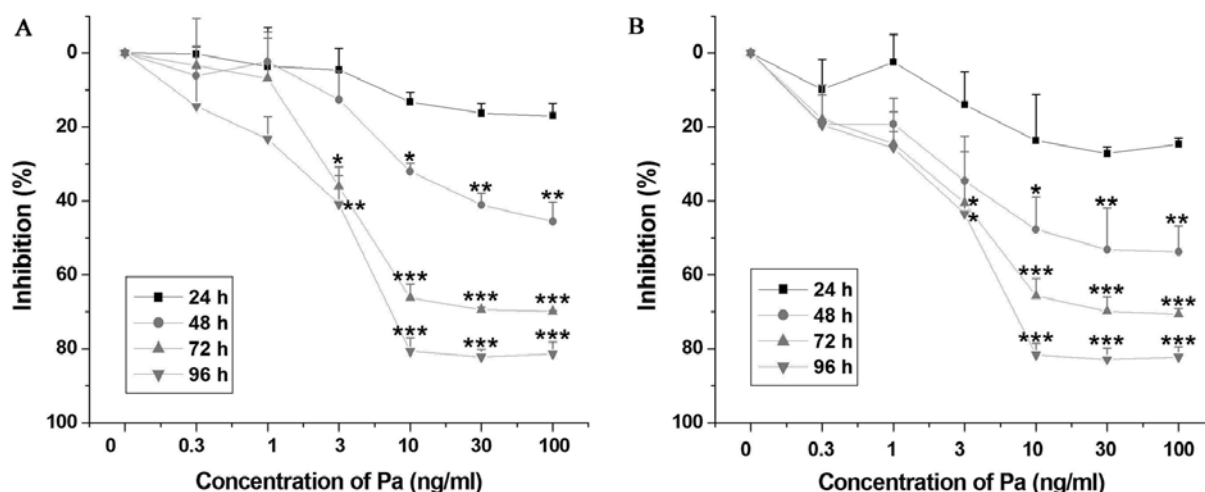 A
Inhibition (%)
0
20
40
60
80
100
*
**
*
**
**
***
***
***
***
***
***
24 h
48 h
72 h
96 h
0 0.3 1 3 10 30 100
Concentration of Pa (ng/ml)
B
Inhibition (%)
0
20
40
60
80
100
*
*
*
**
**
***
***
***
***
***
***
24 h
48 h
72 h
96 h
0 0.3 1 3 10 30 100
Concentration of Pa (ng/ml)